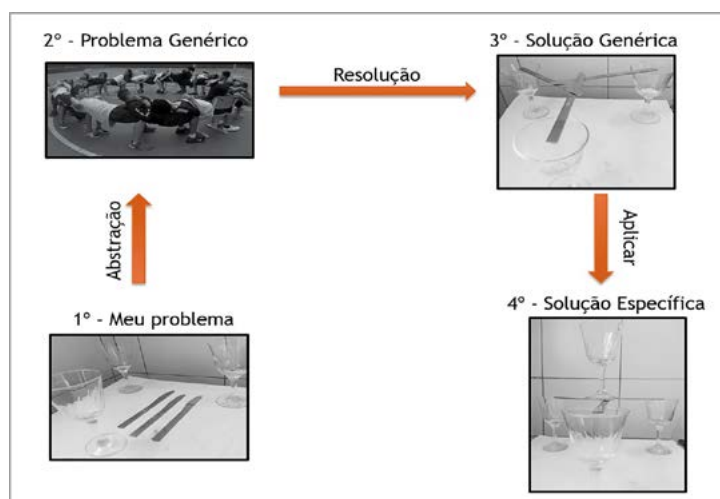 2º - Problema Genérico
3º - Solução Genérica
Resolução
Abstração
Aplicar
1º - Meu problema
4º - Solução Específica